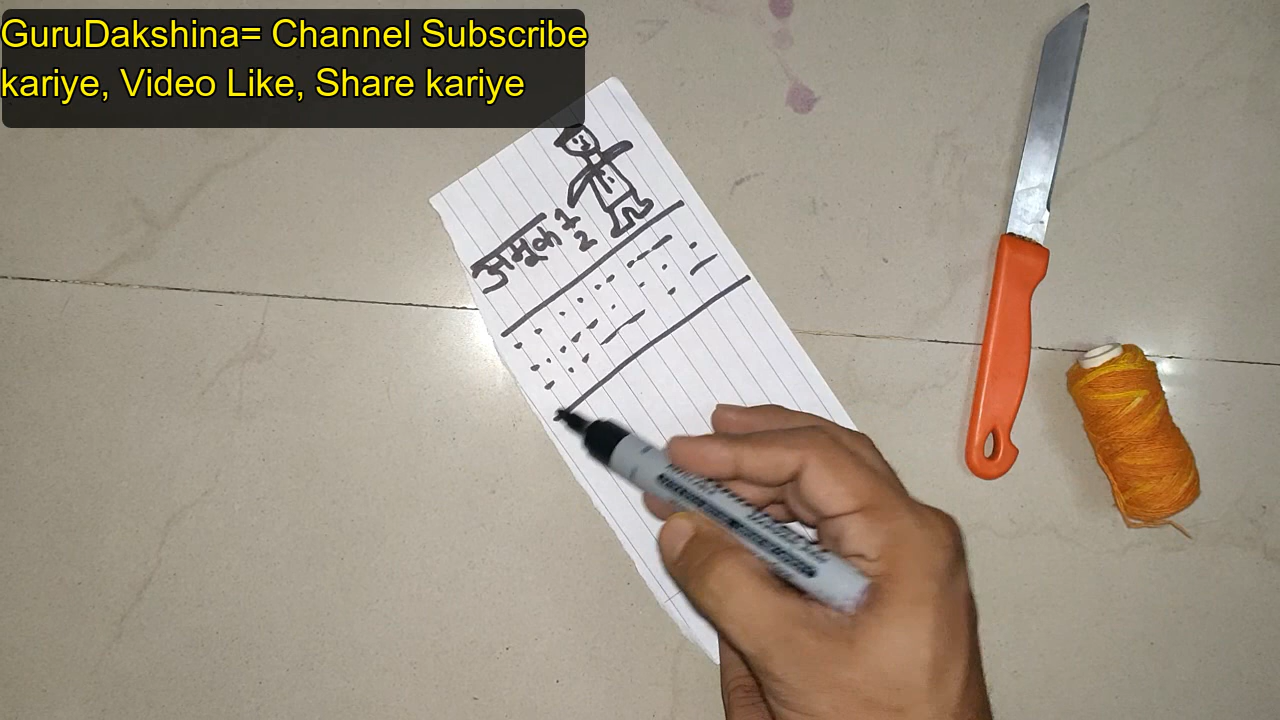 GuruDakshina= Channel Subscribe
kariye, Video Like, Share kariye
अमूक 1
2